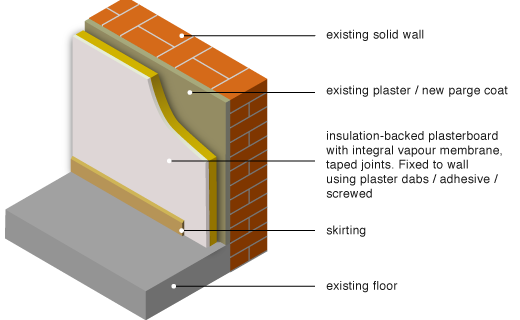 existing solid wall
existing plaster / new parge coat
insulation-backed plasterboard
with integral vapour membrane,
taped joints. Fixed to wall
using plaster dabs / adhesive /
screwed
skirting
existing floor